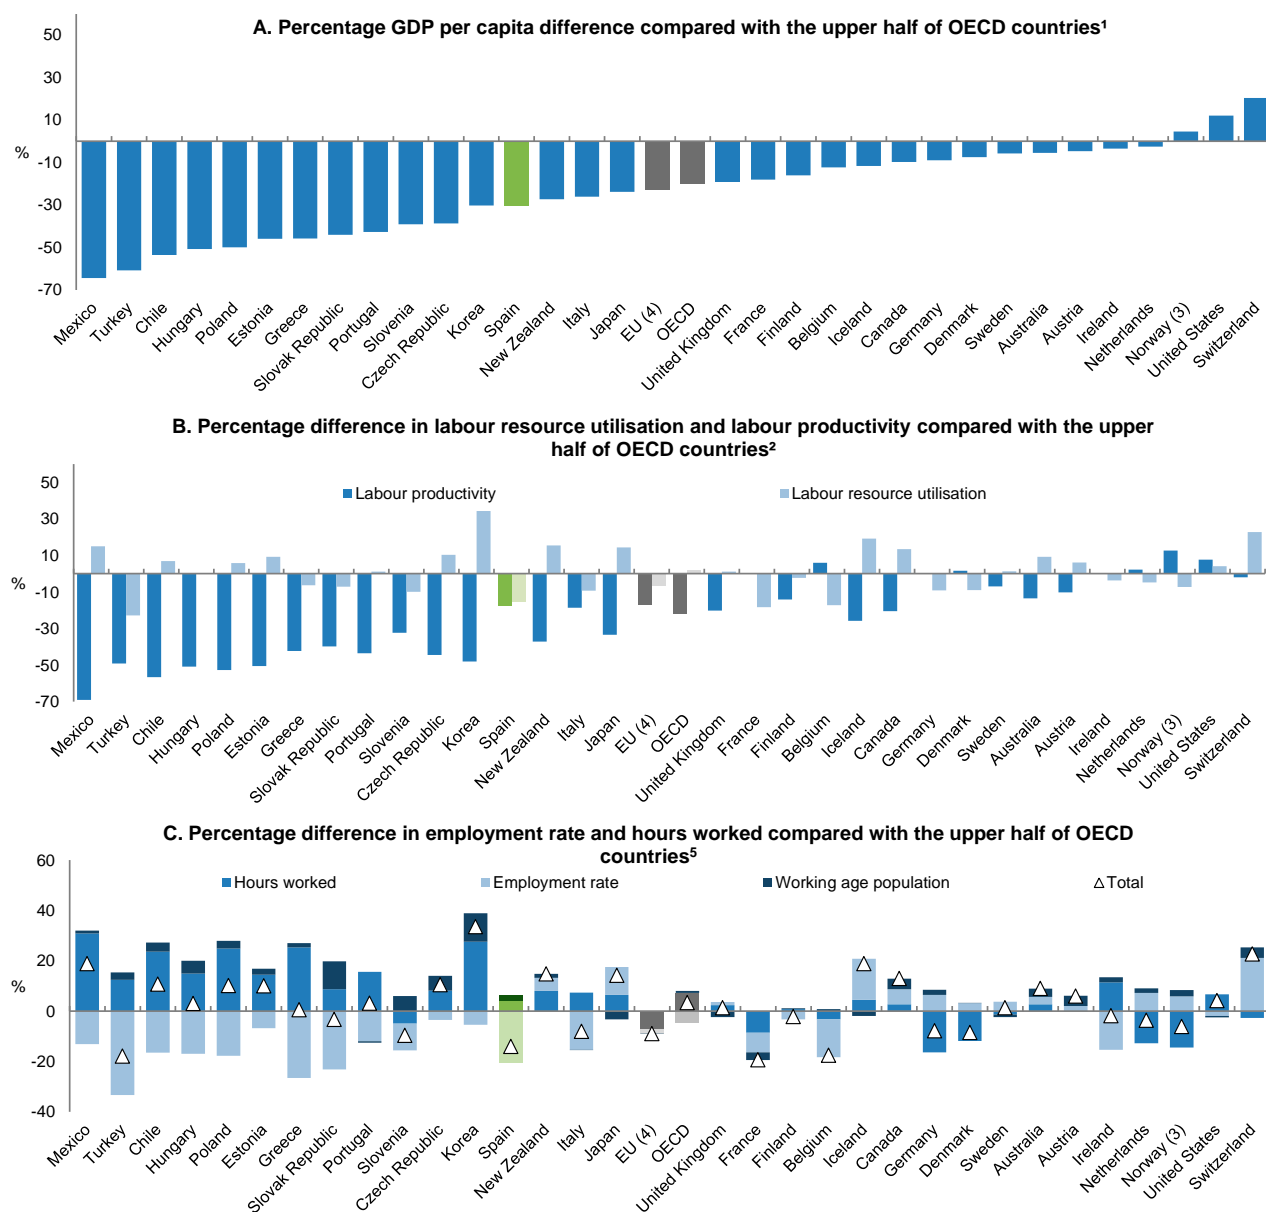 A. Percentage GDP per capita difference compared with the upper half of OECD countries¹
50
30
10
%
-10
-30
-50
-70
Mexico
Turkey
Chile
Hungary
Poland
Estonia
Greece
Slovak Republic
Portugal
Slovenia
Czech Republic
Korea
Spain
New Zealand
Italy
Japan
EU (4)
OECD
United Kingdom
France
Finland
Belgium
Iceland
Canada
Germany
Denmark
Sweden
Australia
Austria
Ireland
Netherlands
Norway (3)
United States
Switzerland
B. Percentage difference in labour resource utilisation and labour productivity compared with the upper
half of OECD countries²
50
Labour productivity
Labour resource utilisation
30
10
%
-10
-30
-50
-70
Mexico
Turkey
Chile
Hungary
Poland
Estonia
Greece
Slovak Republic
Portugal
Slovenia
Czech Republic
Korea
Spain
New Zealand
Italy
Japan
EU (4)
OECD
United Kingdom
France
Finland
Belgium
Iceland
Canada
Germany
Denmark
Sweden
Australia
Austria
Ireland
Netherlands
Norway (3)
United States
Switzerland
C. Percentage difference in employment rate and hours worked compared with the upper half of OECD
countries⁵
60
Hours worked
Employment rate
Working age population
Total
40
20
%
0
-20
-40
Mexico
Turkey
Chile
Hungary
Poland
Estonia
Greece
Slovak Republic
Portugal
Slovenia
Czech Republic
Korea
Spain
New Zealand
Italy
Japan
EU (4)
OECD
United Kingdom
France
Finland
Belgium
Iceland
Canada
Germany
Denmark
Sweden
Australia
Austria
Ireland
Netherlands
Norway (3)
United States
Switzerland